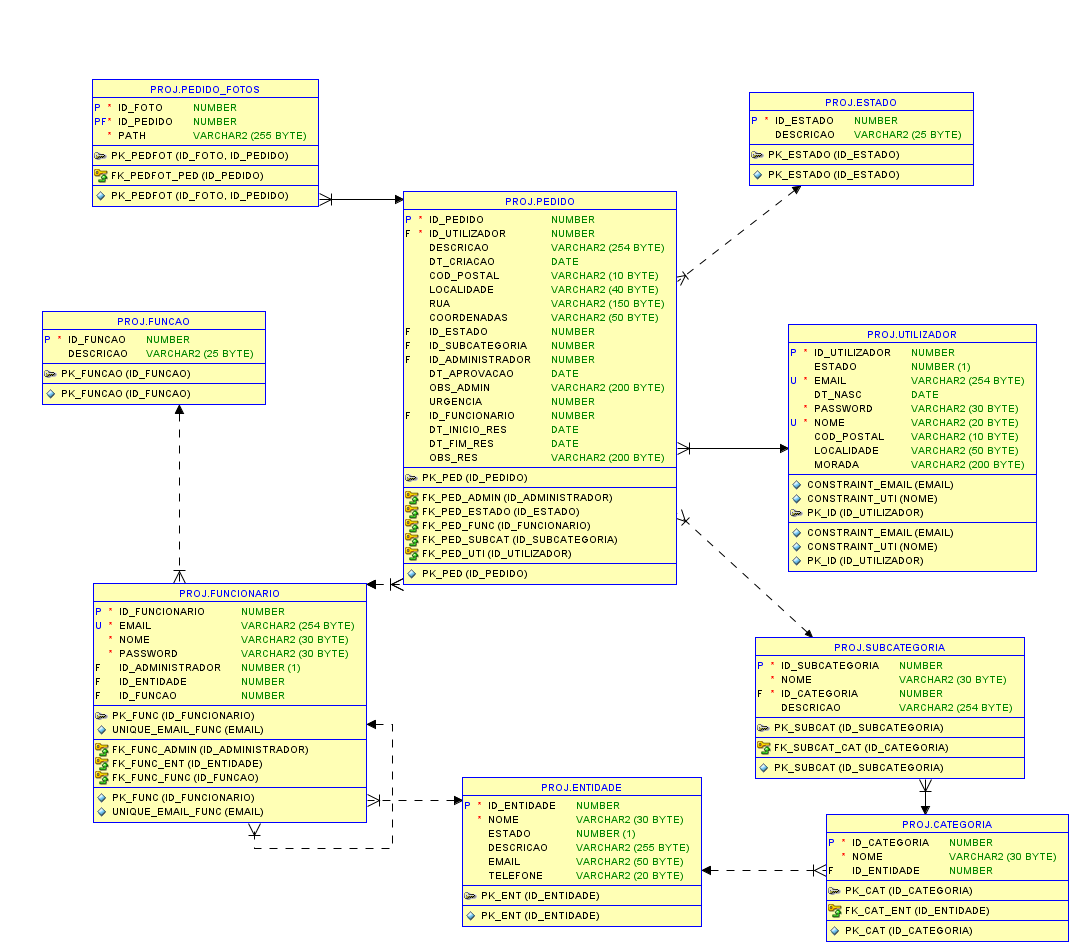 PROJ.PEDIDO_FOTOS
P * ID_FOTO NUMBER
PF* ID_PEDIDO NUMBER
* PATH VARCHAR2 (255 BYTE)
PK_PEDFOT (ID_FOTO, ID_PEDIDO)
FK_PEDFOT_PED (ID_PEDIDO)
PK_PEDFOT (ID_FOTO, ID_PEDIDO)
PROJ.ESTADO
P * ID_ESTADO NUMBER
DESCRICAO VARCHAR2 (25 BYTE)
PK_ESTADO (ID_ESTADO)
PK_ESTADO (ID_ESTADO)
PROJ.PEDIDO
P * ID_PEDIDO NUMBER
F * ID_UTILIZADOR NUMBER
DESCRICAO VARCHAR2 (254 BYTE)
DT_CRIACAO DATE
COD_POSTAL VARCHAR2 (10 BYTE)
LOCALIDADE VARCHAR2 (40 BYTE)
RUA VARCHAR2 (150 BYTE)
COORDENADAS VARCHAR2 (50 BYTE)
F ID_ESTADO NUMBER
F ID_SUBCATEGORIA NUMBER
F ID_ADMINISTRADOR NUMBER
DT_APROVACAO DATE
OBS_ADMIN VARCHAR2 (200 BYTE)
URGENCIA NUMBER
F ID_FUNCIONARIO NUMBER
DT_INICIO_RES DATE
DT_FIM_RES DATE
OBS_RES VARCHAR2 (200 BYTE)
PK_PED (ID_PEDIDO)
FK_PED_ADMIN (ID_ADMINISTRADOR)
FK_PED_ESTADO (ID_ESTADO)
FK_PED_FUNC (ID_FUNCIONARIO)
FK_PED_SUBCAT (ID_SUBCATEGORIA)
FK_PED_UTI (ID_UTILIZADOR)
PK_PED (ID_PEDIDO)
PROJ.FUNCAO
P * ID_FUNCAO NUMBER
DESCRICAO VARCHAR2 (25 BYTE)
PK_FUNCAO (ID_FUNCAO)
PK_FUNCAO (ID_FUNCAO)
PROJ.UTILIZADOR
P * ID_UTILIZADOR NUMBER
ESTADO NUMBER (1)
U * EMAIL VARCHAR2 (254 BYTE)
DT_NASC DATE
* PASSWORD VARCHAR2 (30 BYTE)
U * NOME VARCHAR2 (20 BYTE)
COD_POSTAL VARCHAR2 (10 BYTE)
LOCALIDADE VARCHAR2 (50 BYTE)
MORADA VARCHAR2 (200 BYTE)
CONSTRAINT_EMAIL (EMAIL)
CONSTRAINT_UTI (NOME)
PK_ID (ID_UTILIZADOR)
CONSTRAINT_EMAIL (EMAIL)
CONSTRAINT_UTI (NOME)
PK_ID (ID_UTILIZADOR)
PROJ.FUNCIONARIO
P * ID_FUNCIONARIO NUMBER
U * EMAIL VARCHAR2 (254 BYTE)
* NOME VARCHAR2 (30 BYTE)
* PASSWORD VARCHAR2 (30 BYTE)
F ID_ADMINISTRADOR NUMBER (1)
F ID_ENTIDADE NUMBER
F ID_FUNCAO NUMBER
PK_FUNC (ID_FUNCIONARIO)
UNIQUE_EMAIL_FUNC (EMAIL)
FK_FUNC_ADMIN (ID_ADMINISTRADOR)
FK_FUNC_ENT (ID_ENTIDADE)
FK_FUNC_FUNC (ID_FUNCAO)
PK_FUNC (ID_FUNCIONARIO)
UNIQUE_EMAIL_FUNC (EMAIL)
PROJ.SUBCATEGORIA
P * ID_SUBCATEGORIA NUMBER
* NOME VARCHAR2 (30 BYTE)
F * ID_CATEGORIA NUMBER
DESCRICAO VARCHAR2 (254 BYTE)
PK_SUBCAT (ID_SUBCATEGORIA)
FK_SUBCAT_CAT (ID_CATEGORIA)
PK_SUBCAT (ID_SUBCATEGORIA)
PROJ.ENTIDADE
P * ID_ENTIDADE NUMBER
* NOME VARCHAR2 (30 BYTE)
ESTADO NUMBER (1)
DESCRICAO VARCHAR2 (255 BYTE)
EMAIL VARCHAR2 (50 BYTE)
TELEFONE VARCHAR2 (20 BYTE)
PK_ENT (ID_ENTIDADE)
PK_ENT (ID_ENTIDADE)
PROJ.CATEGORIA
P * ID_CATEGORIA NUMBER
* NOME VARCHAR2 (30 BYTE)
F ID_ENTIDADE NUMBER
PK_CAT (ID_CATEGORIA)
FK_CAT_ENT (ID_ENTIDADE)
PK_CAT (ID_CATEGORIA)